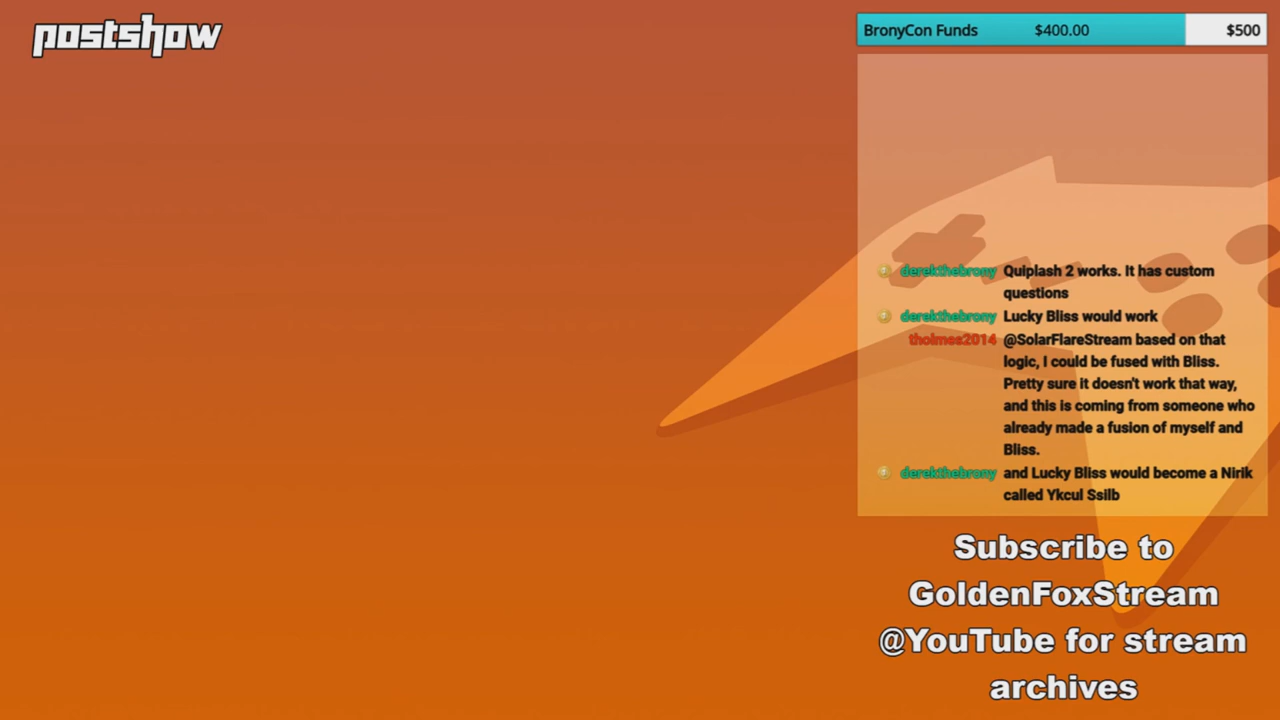 postshow
BronyCon Funds $400.00 $500
derekthebrony Quiplash 2 works. It has custom
questions
derekthebrony Lucky Bliss would work
tholmes2014 @SolarFlareStream based on that
logic, I could be fused with Bliss.
Pretty sure it doesn't work that way,
and this is coming from someone who
already made a fusion of myself and
Bliss.
derekthebrony and Lucky Bliss would become a Nirik
called Ykcul Ssilb
Subscribe to
GoldenFoxStream
@YouTube for stream
archives